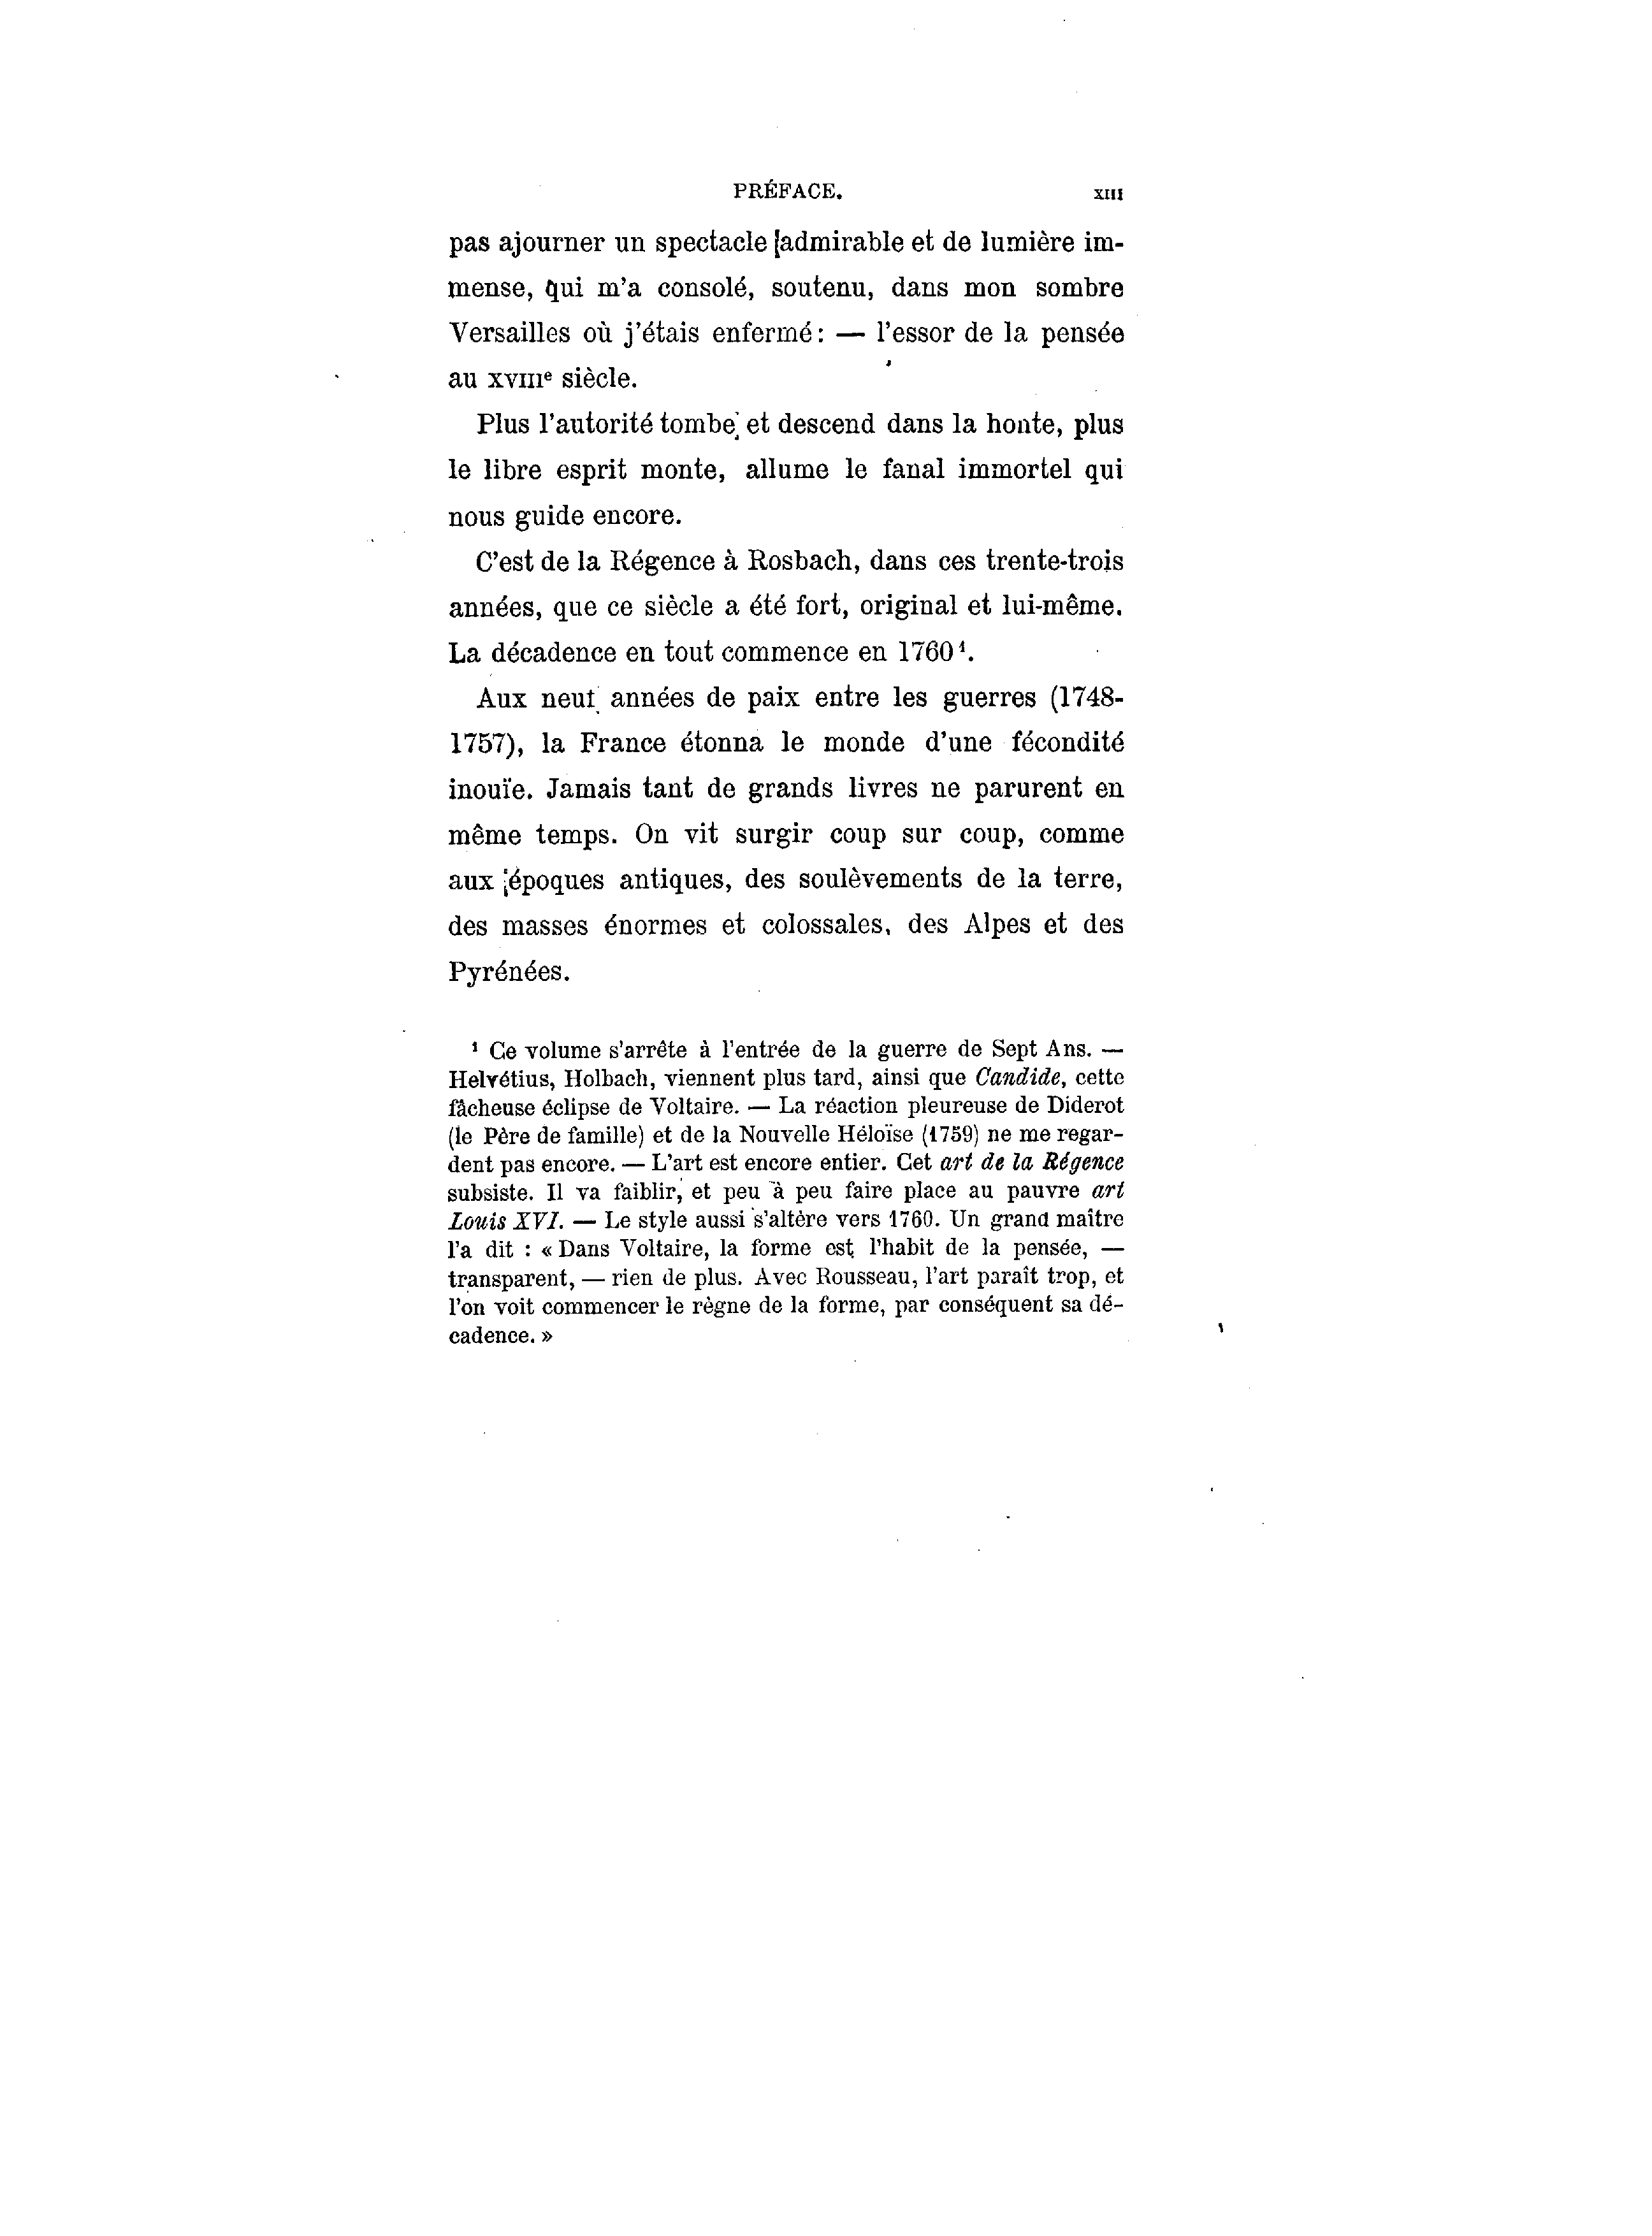 PRÉFACE. XIII
pas ajourner un spectacle admirable et de lumière im-
mense, qui m'a consolé, soutenu, dans mon sombre
Versailles où j'étais enfermé: — l'essor de la pensée
au XVIIIe siècle.
Plus l'autorité tombe et descend dans la honte, plus
le libre esprit monte, allume le fanal immortel qui
nous guide encore.
C'est de la Régence à Rosbach, dans ces trente-trois
années, que ce siècle a été fort, original et lui-même.
La décadence en tout commence en 1760¹.
Aux neuf années de paix entre les guerres (1748-
1757), la France étonna le monde d'une fécondité
inouïe. Jamais tant de grands livres ne parurent en
même temps. On vit surgir coup sur coup, comme
aux époques antiques, des soulèvements de la terre,
des masses énormes et colossales, des Alpes et des
Pyrénées.
¹ Ce volume s'arrête à l'entrée de la guerre de Sept Ans. —
Helvétius, Holbach, viennent plus tard, ainsi que Candide, cette
fâcheuse éclipse de Voltaire. — La réaction pleureuse de Diderot
(le Père de famille) et de la Nouvelle Héloïse (1759) ne me regar-
dent pas encore. — L'art est encore entier. Cet art de la Régence
subsiste. Il va faiblir, et peu à peu faire place au pauvre art
Louis XVI. — Le style aussi s'altère vers 1760. Un grand maître
l'a dit : « Dans Voltaire, la forme est l'habit de la pensée, —
transparent, — rien de plus. Avec Rousseau, l'art paraît trop, et
l'on voit commencer le règne de la forme, par conséquent sa dé-
cadence. »